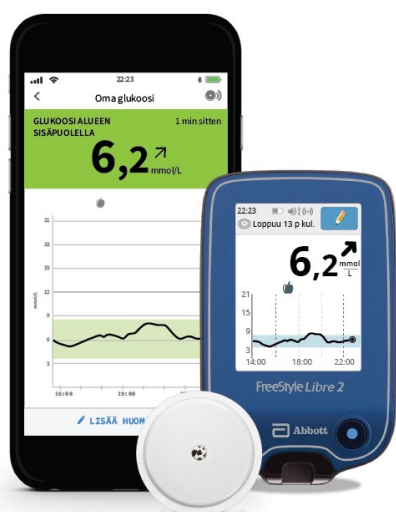 22:23
Oma glukoosi
GLUKOOSI ALUEEN
SISÄPUOLELLA
1 min sitten
6,2 mmol/L
21
18
15
12
9
6
3
mmol/L
16:00 19:00
LISÄÄ HUOM
22:23
Loppuu 13 p kul.
6,2 mmol
L
21
15
9
3
14:00 18:00 22:00
FreeStyle Libre 2
Abbott